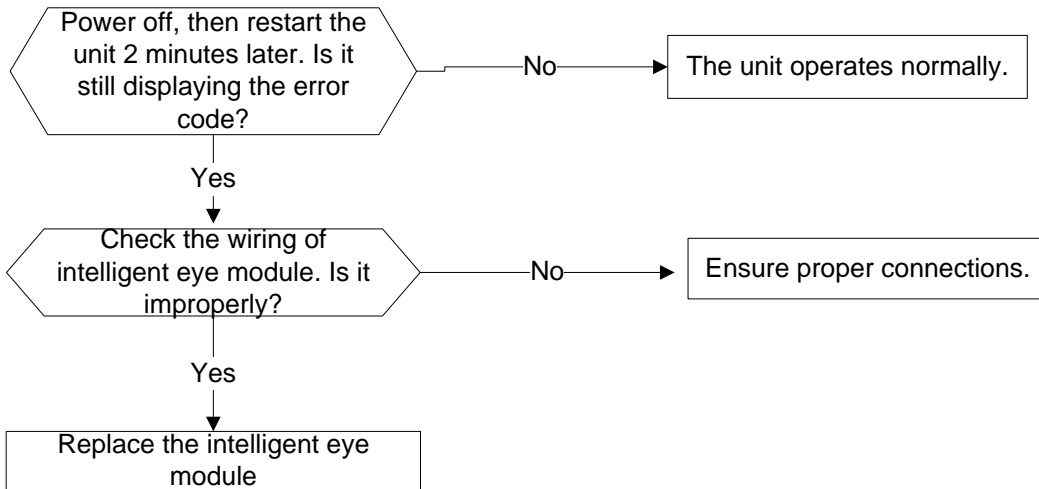 Power off, then restart the
unit 2 minutes later. Is it
still displaying the error
code?
No
The unit operates normally.
Yes
Check the wiring of
intelligent eye module. Is it
improperly?
No
Ensure proper connections.
Yes
Replace the intelligent eye
module